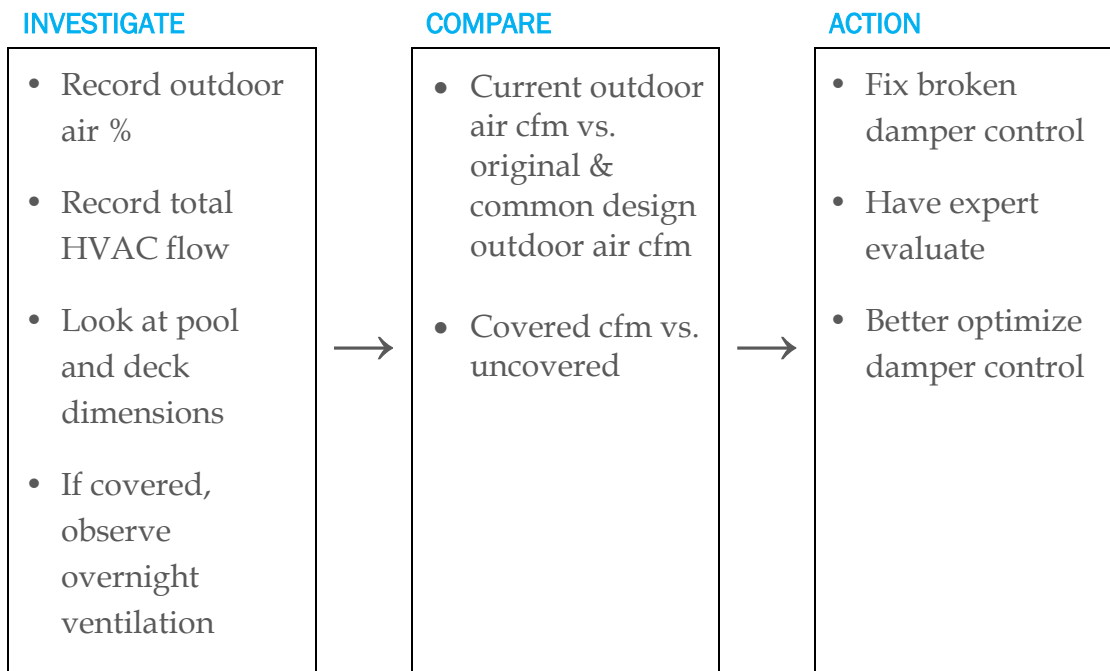 INVESTIGATE
• Record outdoor
air %
• Record total
HVAC flow
• Look at pool
and deck
dimensions
• If covered,
observe
overnight
ventilation
→
COMPARE
• Current outdoor
air cfm vs.
original &
common design
outdoor air cfm
• Covered cfm vs.
uncovered
→
ACTION
• Fix broken
damper control
• Have expert
evaluate
• Better optimize
damper control